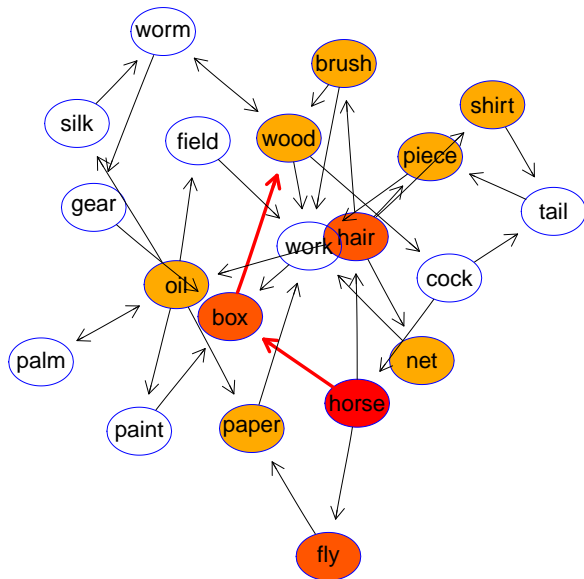 worm
brush
shirt
silk
field
wood
piece
gear
work
hair
tail
oil
cock
box
palm
net
horse
paint
paper
fly